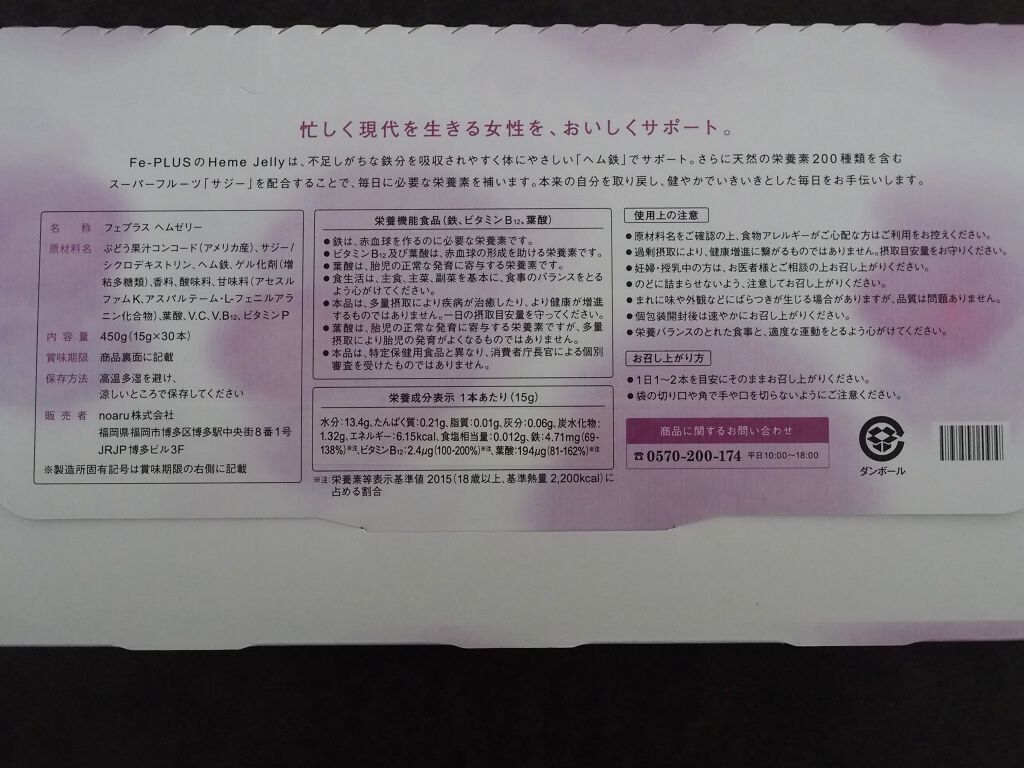 忙しく現代を生きる女性を、おいしくサポート。
Fe-PLUSのHeme Jellyは、不足しがちな鉄分を吸収されやすく体にやさしい「ヘム鉄」でサポート。さらに天然の栄養素200種類を含む
スーパーフルーツ「サジー」を配合することで、毎日に必要な栄養素を補います。本来の自分を取り戻し、健やかでいきいきとした毎日をお手伝いします。
名 称 フェプラス ヘムゼリー
原材料名 ぶどう果汁コンコード(アメリカ産)、サジー/
シクロデキストリン、ヘム鉄、ゲル化剤(増
粘多糖類)、香料、酸味料、甘味料(アセスル
ファムK、アスパルテーム・L-フェニルアラ
ニン化合物)、葉酸、V.C、V.B₁₂、ビタミンP
内 容 量 450g(15g×30本)
賞味期限 商品裏面に記載
保存方法 高温多湿を避け、
涼しいところで保存してください
販 売 者 noaru株式会社
福岡県福岡市博多区博多駅中央街8番1号
JRJP博多ビル3F
※製造所固有記号は賞味期限の右側に記載
栄養機能食品(鉄、ビタミンB₁₂、葉酸)
●鉄は、赤血球を作るのに必要な栄養素です。
●ビタミンB₁₂及び葉酸は、赤血球の形成を助ける栄養素です。
●葉酸は、胎児の正常な発育に寄与する栄養素です。
●食生活は、主食、主菜、副菜を基本に、食事のバランスをとる
よう心がけてください。
●本品は、多量摂取により疾病が治癒したり、より健康が増進
するものではありません。一日の摂取目安量を守ってください。
●葉酸は、胎児の正常な発育に寄与する栄養素ですが、多量
摂取により胎児の発育がよくなるものではありません。
●本品は、特定保健用食品と異なり、消費者庁長官による個別
審査を受けたものではありません。
栄養成分表示 1本あたり(15g)
水分:13.4g、たんぱく質:0.21g、脂質:0.01g、灰分:0.06g、炭水化物:
1.32g、エネルギー:6.15kcal、食塩相当量:0.012g、鉄:4.71mg(69-
138%)※注、ビタミンB₁₂:2.4μg(100-200%)※注、葉酸:194μg(81-162%)※注
※注:栄養素等表示基準値 2015(18歳以上、基準熱量 2,200kcal)に
占める割合
使用上の注意
●原材料名をご確認の上、食物アレルギーがご心配な方はご利用をお控えください。
●過剰摂取により、健康増進に繋がるものではありません。摂取目安量をお守りください。
●妊婦・授乳中の方は、お医者様とご相談の上お召し上がりください。
●のどに詰まらせないよう、注意してお召し上がりください。
●まれに味や外観などにばらつきが生じる場合がありますが、品質は問題ありません。
●個包装開封後は速やかにお召し上がりください。
●栄養バランスのとれた食事と、適度な運動をとるよう心がけてください。
お召し上がり方
●1日1〜2本を目安にそのままお召し上がりください。
●袋の切り口や角で手や口を切らないようにご注意ください。
商品に関するお問い合わせ
☎0570-200-174 平日10:00〜18:00
ダンボール